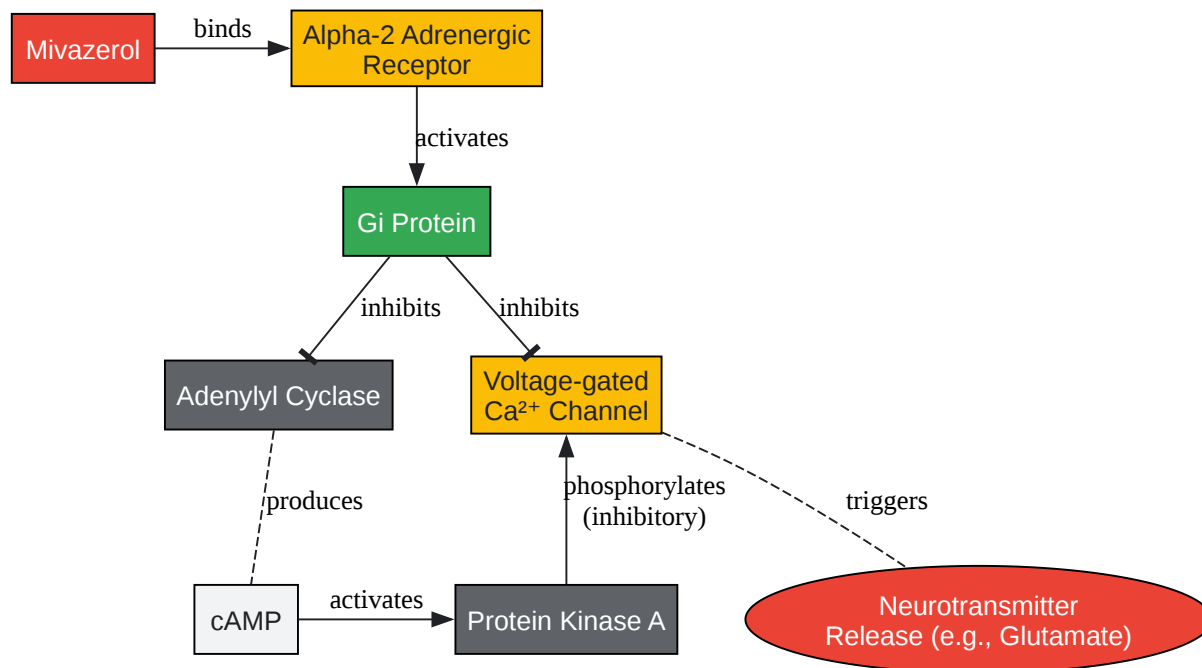 Mivazerol
binds
Alpha-2 Adrenergic
Receptor
activates
Gi Protein
inhibits
inhibits
Adenylyl Cyclase
Voltage-gated
Ca²⁺ Channel
produces
phosphorylates
(inhibitory)
triggers
cAMP
activates
Protein Kinase A
Neurotransmitter
Release (e.g., Glutamate)